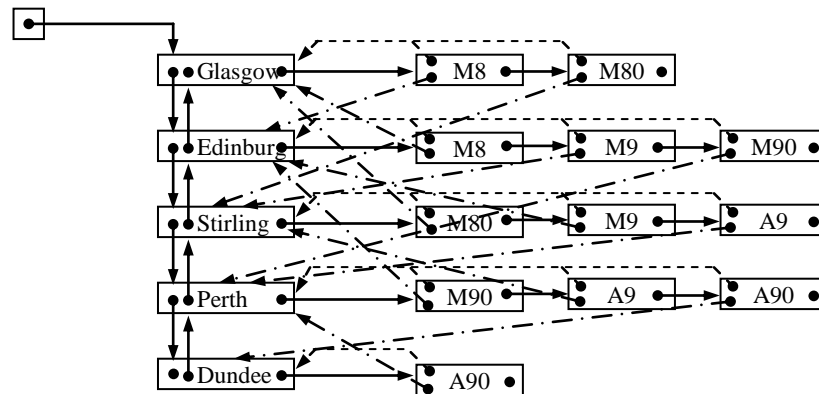 Glasgow M8 M80
Edinburg M8 M9 M90
Stirling M80 M9 A9
Perth M90 A9 A90
Dundee A90